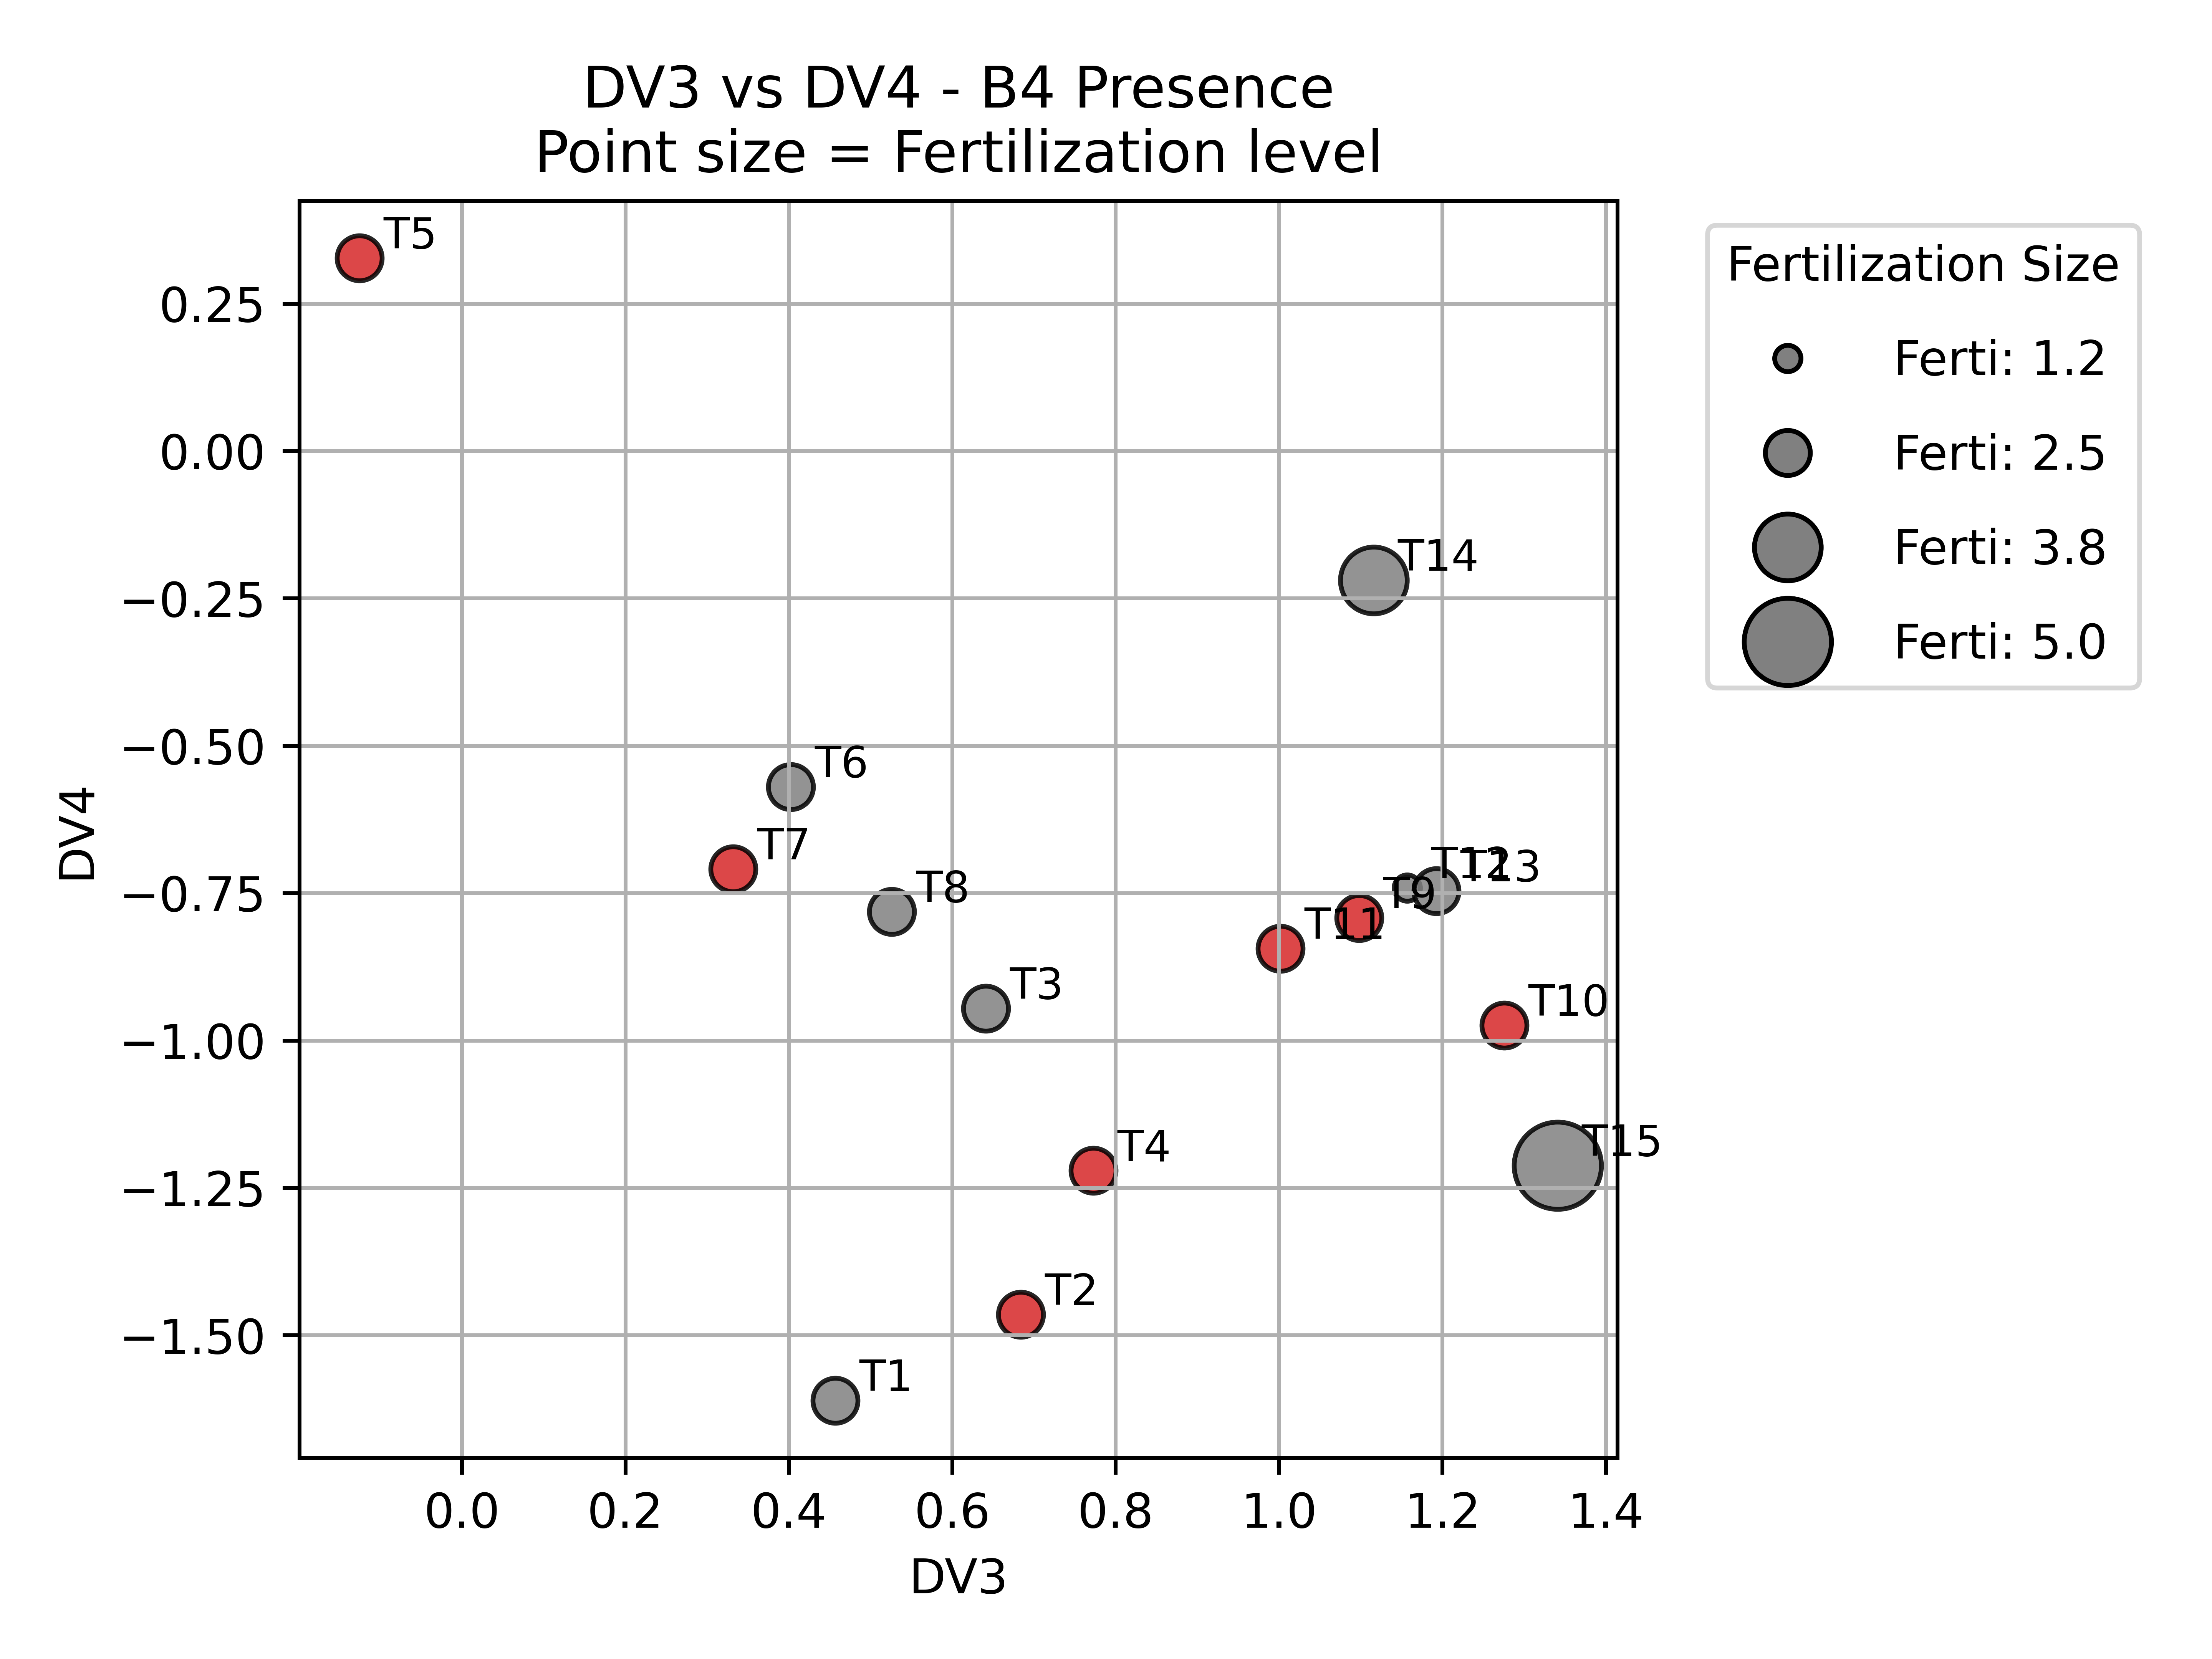 DV3 vs DV4 - B4 Presence
Point size = Fertilization level
T5
T14
T6
T7
T8
T12
T13
T9
T11
T3
T10
T4
T15
T2
T1
0.25
0.00
−0.25
−0.50
−0.75
−1.00
−1.25
−1.50
DV4
0.0 0.2 0.4 0.6 0.8 1.0 1.2 1.4
DV3
Fertilization Size
Ferti: 1.2
Ferti: 2.5
Ferti: 3.8
Ferti: 5.0